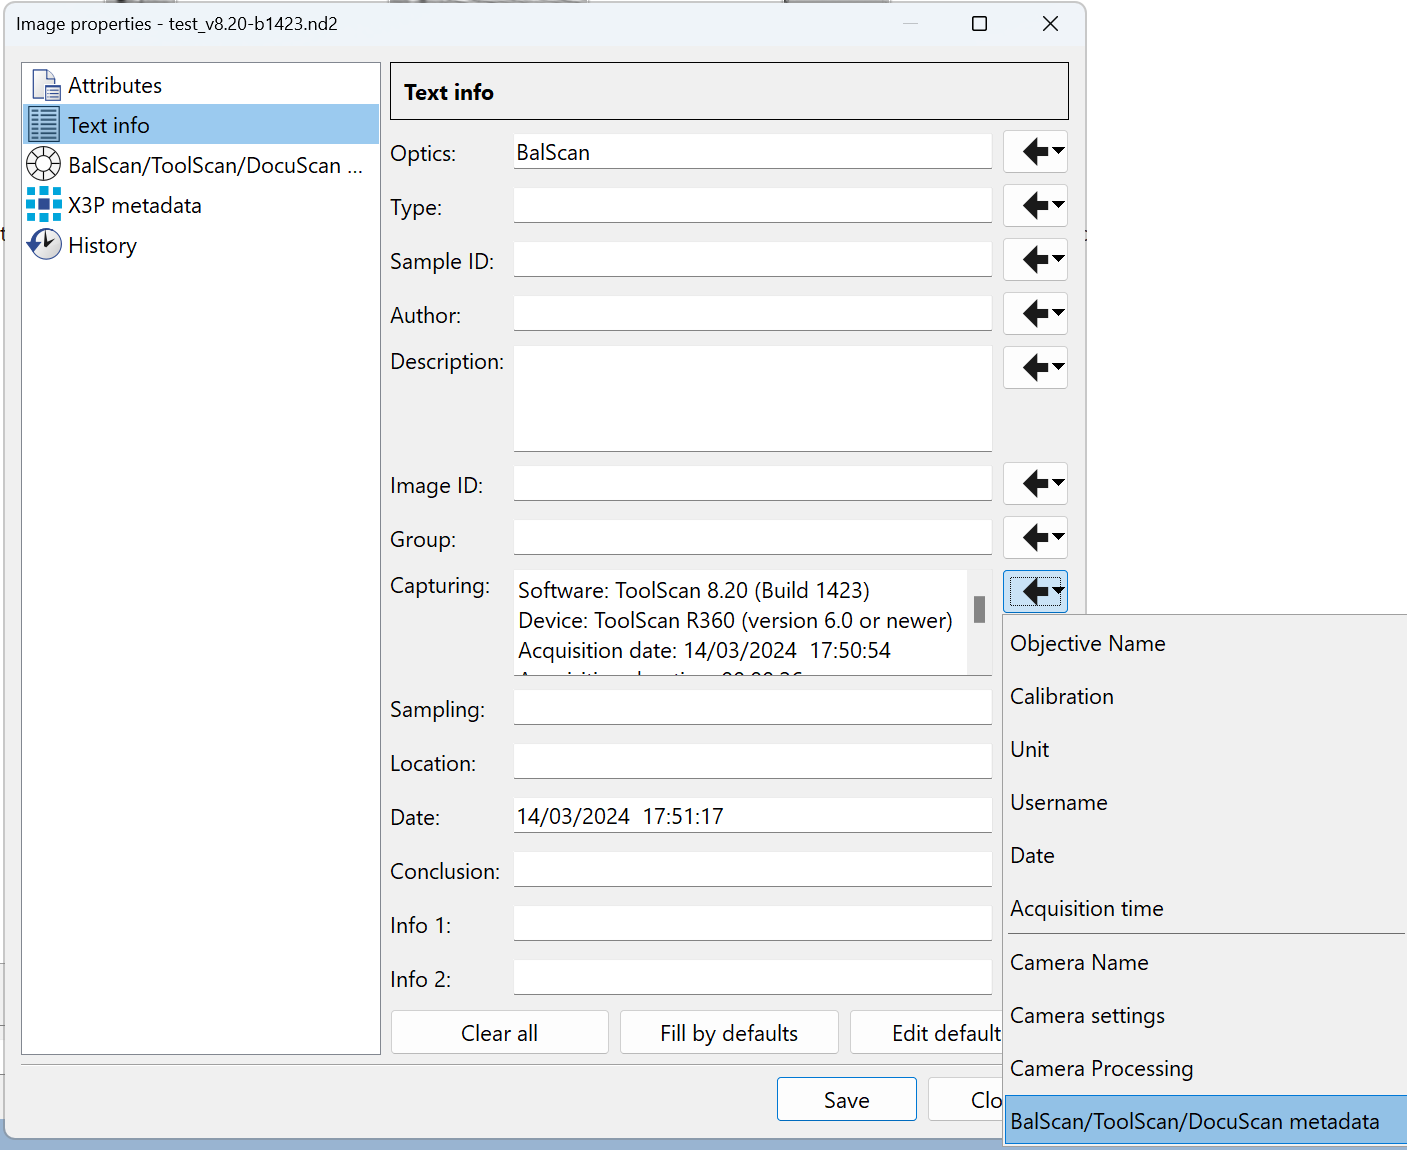 Image properties - test_v8.20-b1423.nd2
Attributes
Text info
BalScan/ToolScan/DocuScan ...
X3P metadata
History
Text info
Optics: BalScan
Type:
Sample ID:
Author:
Description:
Image ID:
Group:
Capturing: Software: ToolScan 8.20 (Build 1423)
Device: ToolScan R360 (version 6.0 or newer)
Acquisition date: 14/03/2024  17:50:54
Sampling:
Location:
Date: 14/03/2024  17:51:17
Conclusion:
Info 1:
Info 2:
Clear all
Fill by defaults
Edit default
Save
Clo
Objective Name
Calibration
Unit
Username
Date
Acquisition time
Camera Name
Camera settings
Camera Processing
BalScan/ToolScan/DocuScan metadata